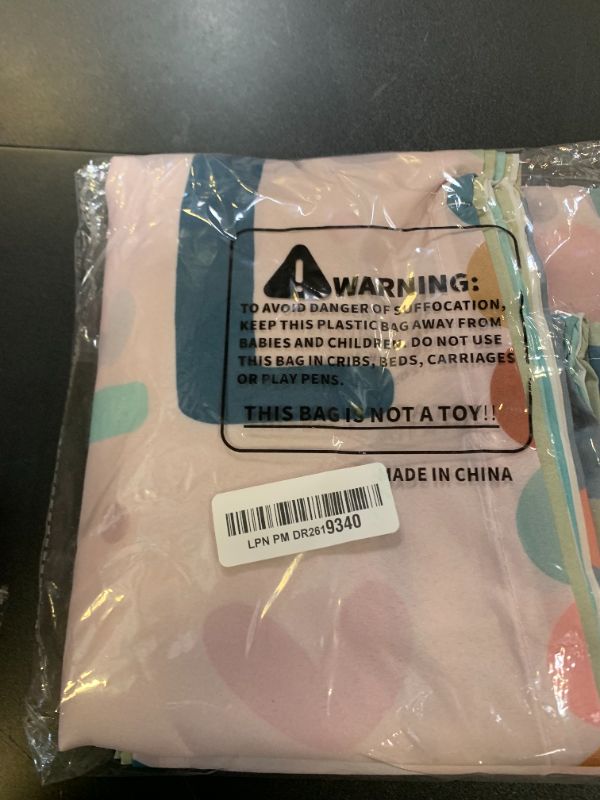 WARNING:
TO AVOID DANGER OF SUFFOCATION,
KEEP THIS PLASTIC BAG AWAY FROM
BABIES AND CHILDREN. DO NOT USE
THIS BAG IN CRIBS, BEDS, CARRIAGES
OR PLAY PENS.
THIS BAG IS NOT A TOY!!
MADE IN CHINA
LPN PM DR2619340